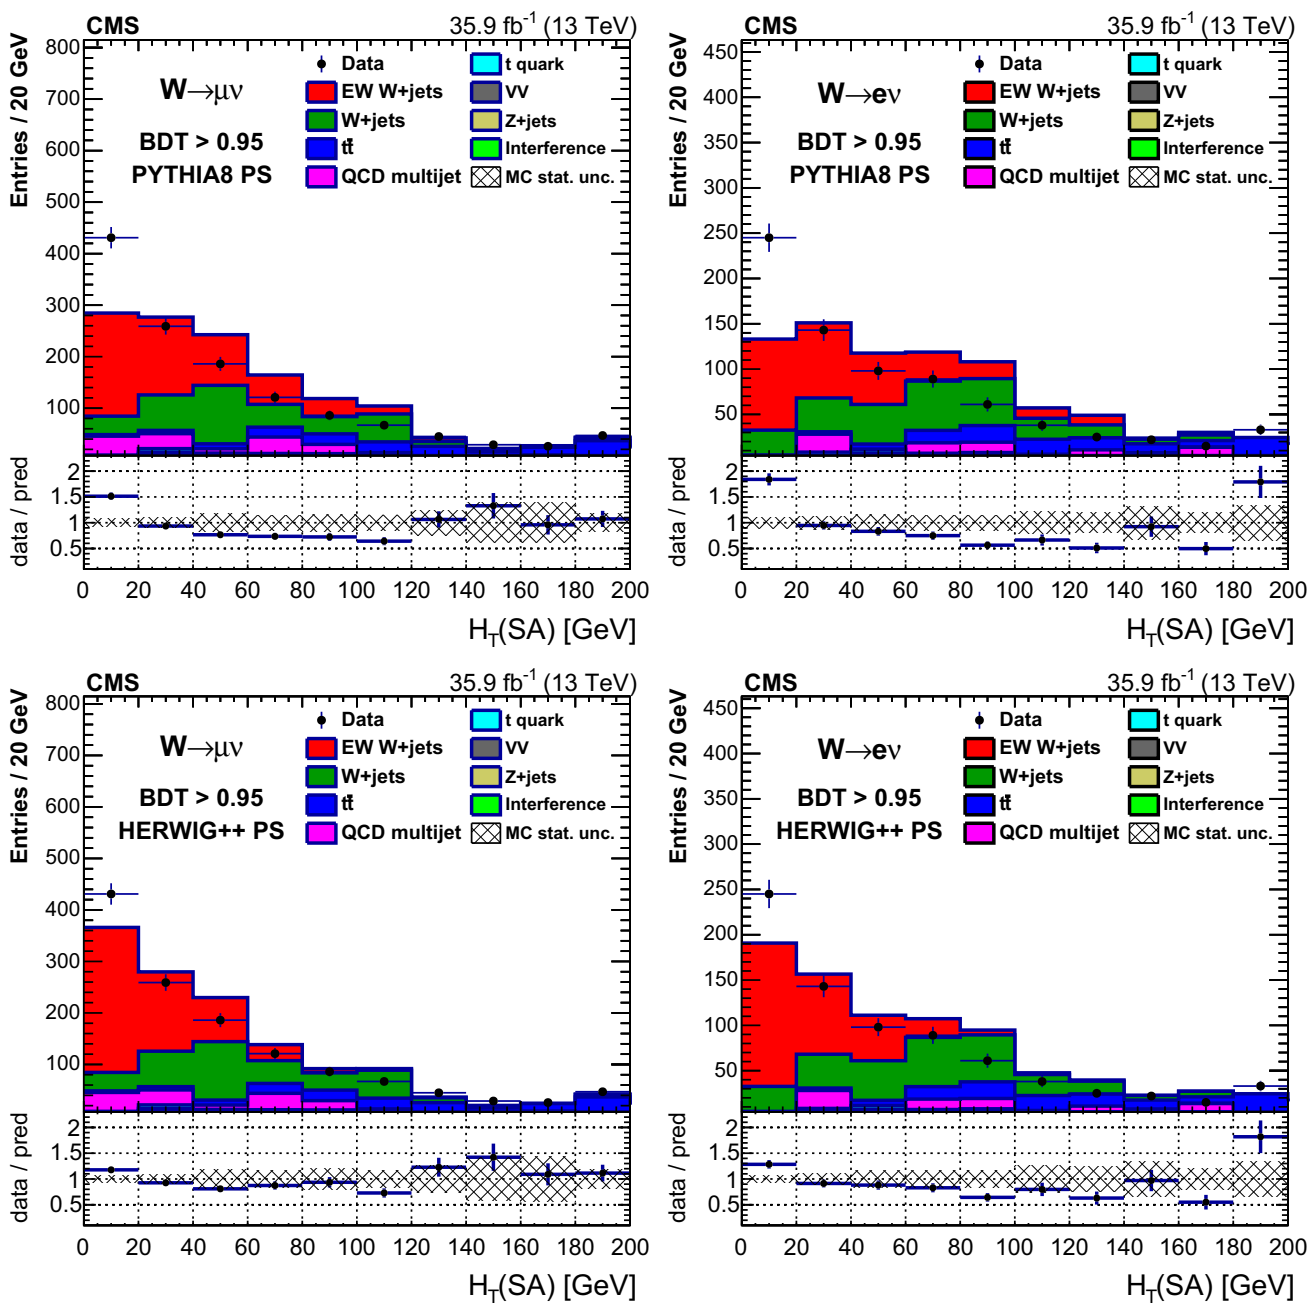 CMS 35.9 fb⁻¹ (13 TeV)
Entries / 20 GeV
800
700
600
500
400
300
200
100
W→μν
BDT > 0.95
PYTHIA8 PS
Data
EW W+jets
W+jets
tt̄
QCD multijet
t quark
VV
Z+jets
Interference
MC stat. unc.
data / pred
2
1.5
1
0.5
0 20 40 60 80 100 120 140 160 180 200
H_T(SA) [GeV]
CMS 35.9 fb⁻¹ (13 TeV)
Entries / 20 GeV
450
400
350
300
250
200
150
100
50
W→eν
BDT > 0.95
PYTHIA8 PS
Data
EW W+jets
W+jets
tt̄
QCD multijet
t quark
VV
Z+jets
Interference
MC stat. unc.
data / pred
2
1.5
1
0.5
0 20 40 60 80 100 120 140 160 180 200
H_T(SA) [GeV]
CMS 35.9 fb⁻¹ (13 TeV)
Entries / 20 GeV
800
700
600
500
400
300
200
100
W→μν
BDT > 0.95
HERWIG++ PS
Data
EW W+jets
W+jets
tt̄
QCD multijet
t quark
VV
Z+jets
Interference
MC stat. unc.
data / pred
2
1.5
1
0.5
0 20 40 60 80 100 120 140 160 180 200
H_T(SA) [GeV]
CMS 35.9 fb⁻¹ (13 TeV)
Entries / 20 GeV
450
400
350
300
250
200
150
100
50
W→eν
BDT > 0.95
HERWIG++ PS
Data
EW W+jets
W+jets
tt̄
QCD multijet
t quark
VV
Z+jets
Interference
MC stat. unc.
data / pred
2
1.5
1
0.5
0 20 40 60 80 100 120 140 160 180 200
H_T(SA) [GeV]